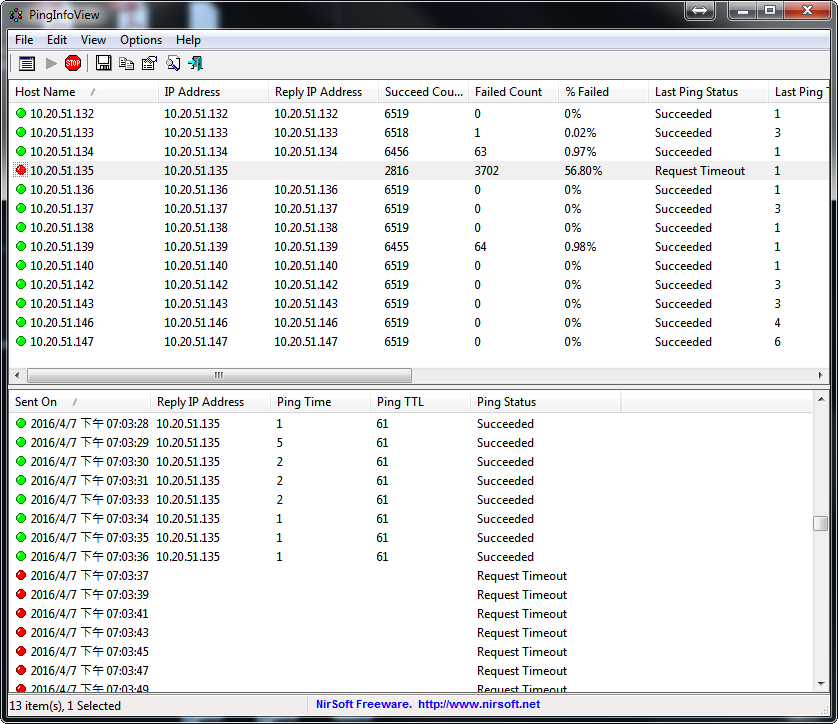 PingInfoView
File Edit View Options Help
STOP
Host Name IP Address Reply IP Address Succeed Cou... Failed Count % Failed Last Ping Status Last Ping T
10.20.51.132 10.20.51.132 10.20.51.132 6519 0 0% Succeeded 1
10.20.51.133 10.20.51.133 10.20.51.133 6518 1 0.02% Succeeded 3
10.20.51.134 10.20.51.134 10.20.51.134 6456 63 0.97% Succeeded 1
10.20.51.135 10.20.51.135 2816 3702 56.80% Request Timeout 1
10.20.51.136 10.20.51.136 10.20.51.136 6519 0 0% Succeeded 1
10.20.51.137 10.20.51.137 10.20.51.137 6519 0 0% Succeeded 3
10.20.51.138 10.20.51.138 10.20.51.138 6519 0 0% Succeeded 1
10.20.51.139 10.20.51.139 10.20.51.139 6455 64 0.98% Succeeded 1
10.20.51.140 10.20.51.140 10.20.51.140 6519 0 0% Succeeded 1
10.20.51.142 10.20.51.142 10.20.51.142 6519 0 0% Succeeded 3
10.20.51.143 10.20.51.143 10.20.51.143 6519 0 0% Succeeded 3
10.20.51.146 10.20.51.146 10.20.51.146 6519 0 0% Succeeded 4
10.20.51.147 10.20.51.147 10.20.51.147 6519 0 0% Succeeded 6
Sent On Reply IP Address Ping Time Ping TTL Ping Status
2016/4/7 下午 07:03:28 10.20.51.135 1 61 Succeeded
2016/4/7 下午 07:03:29 10.20.51.135 5 61 Succeeded
2016/4/7 下午 07:03:30 10.20.51.135 2 61 Succeeded
2016/4/7 下午 07:03:31 10.20.51.135 2 61 Succeeded
2016/4/7 下午 07:03:33 10.20.51.135 2 61 Succeeded
2016/4/7 下午 07:03:34 10.20.51.135 1 61 Succeeded
2016/4/7 下午 07:03:35 10.20.51.135 1 61 Succeeded
2016/4/7 下午 07:03:36 10.20.51.135 1 61 Succeeded
2016/4/7 下午 07:03:37 Request Timeout
2016/4/7 下午 07:03:39 Request Timeout
2016/4/7 下午 07:03:41 Request Timeout
2016/4/7 下午 07:03:43 Request Timeout
2016/4/7 下午 07:03:45 Request Timeout
2016/4/7 下午 07:03:47 Request Timeout
2016/4/7 下午 07:03:49 Request Timeout
13 item(s), 1 Selected NirSoft Freeware. http://www.nirsoft.net